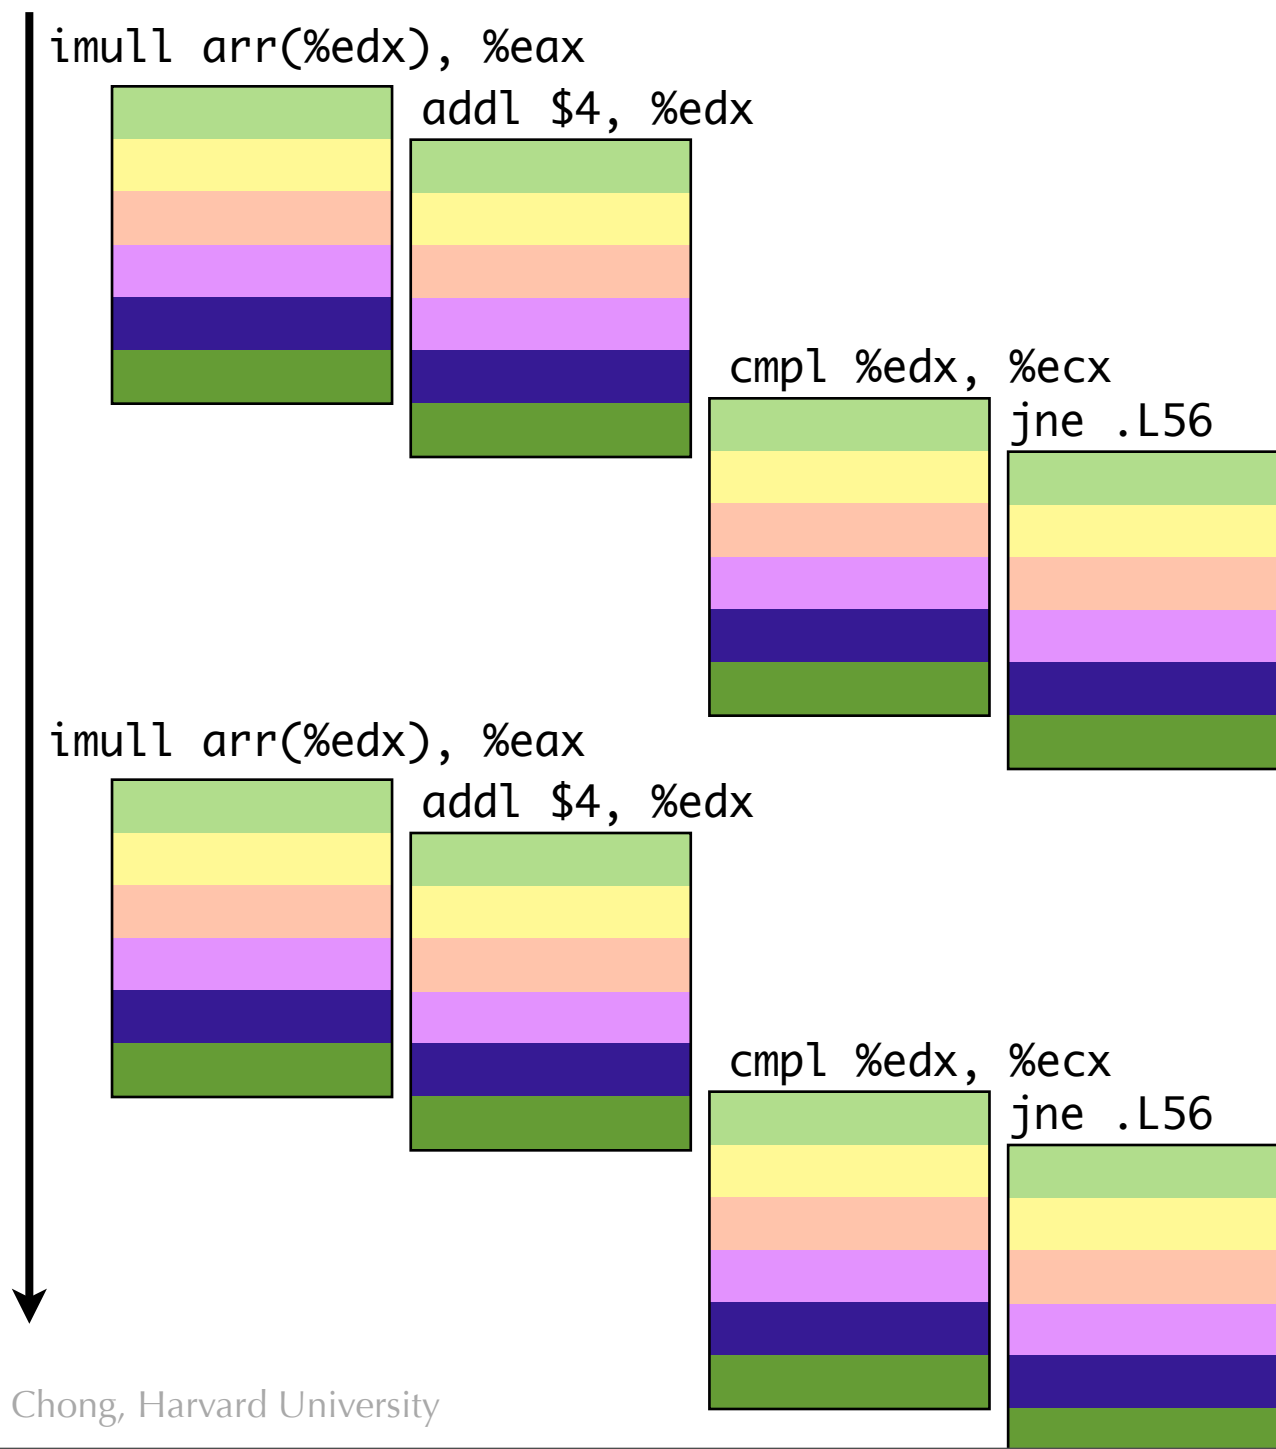 imull arr(%edx), %eax
addl $4, %edx
cmpl %edx, %ecx
jne .L56
imull arr(%edx), %eax
addl $4, %edx
cmpl %edx, %ecx
jne .L56
Chong, Harvard University